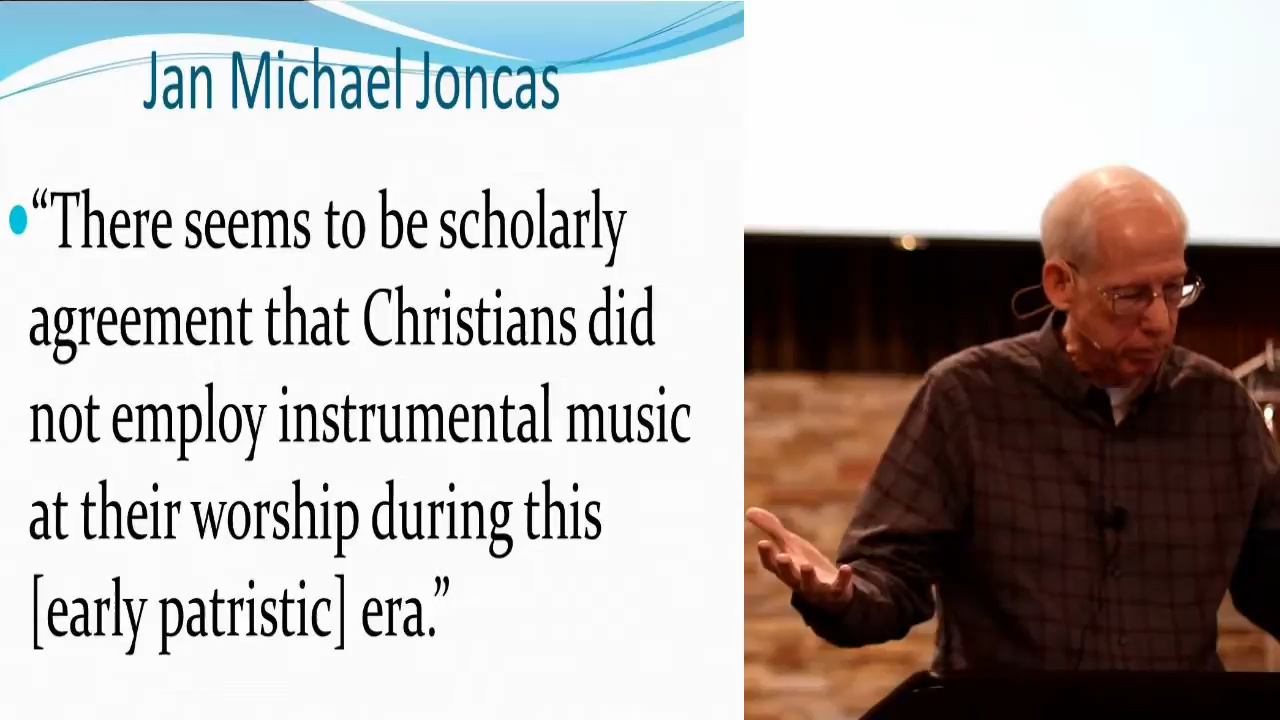 Jan Michael Joncas
•“There seems to be scholarly
agreement that Christians did
not employ instrumental music
at their worship during this
[early patristic] era.”